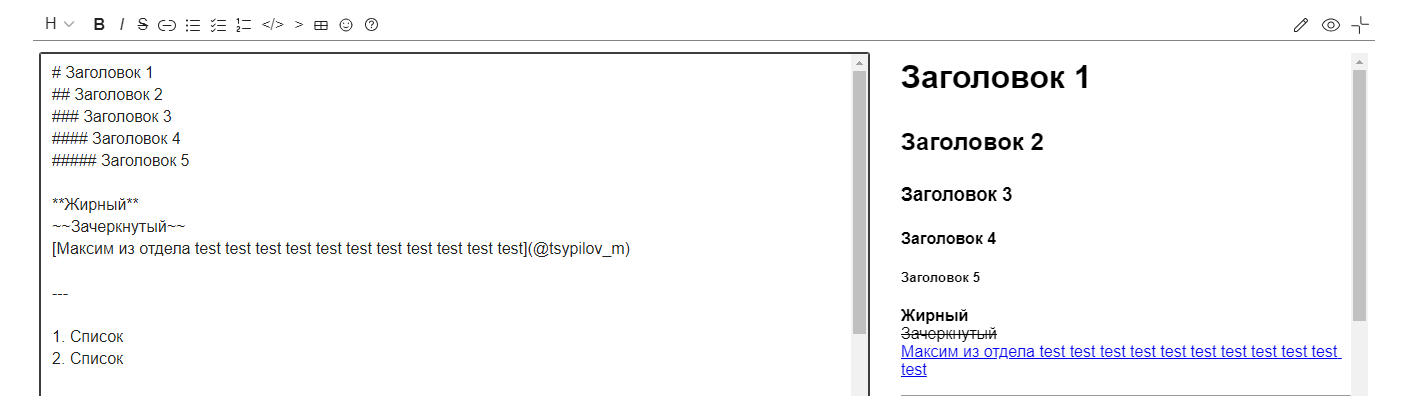 H B I S </> >
# Заголовок 1
## Заголовок 2
### Заголовок 3
#### Заголовок 4
##### Заголовок 5
**Жирный**
~~Зачеркнутый~~
[Максим из отдела test test test test test test test test test test test](@tsypilov_m)
---
1. Список
2. Список
Заголовок 1
Заголовок 2
Заголовок 3
Заголовок 4
Заголовок 5
Жирный
Зачеркнутый
Максим из отдела test test test test test test test test test test
test